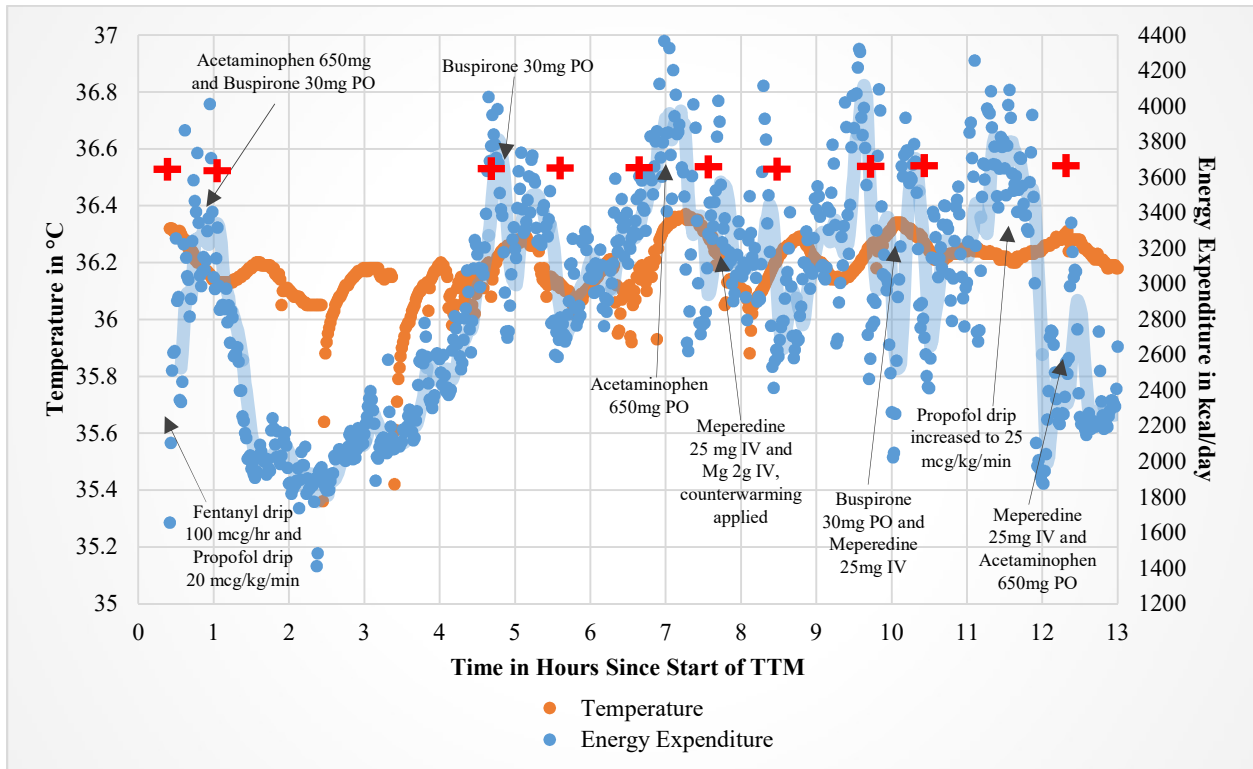 37
36.8
36.6
36.4
36.2
36
35.8
35.6
35.4
35.2
35
Temperature in °C
4400
4200
4000
3800
3600
3400
3200
3000
2800
2600
2400
2200
2000
1800
1600
1400
1200
Energy Expenditure in kcal/day
Acetaminophen 650mg
and Buspirone 30mg PO
Buspirone 30mg PO
Fentanyl drip
100 mcg/hr and
Propofol drip
20 mcg/kg/min
Acetaminophen
650mg PO
Meperedine
25 mg IV and
Mg 2g IV,
counterwarming
applied
Buspirone
30mg PO and
Meperedine
25mg IV
Propofol drip
increased to 25
mcg/kg/min
Meperedine
25mg IV and
Acetaminophen
650mg PO
0 1 2 3 4 5 6 7 8 9 10 11 12 13
Time in Hours Since Start of TTM
Temperature
Energy Expenditure